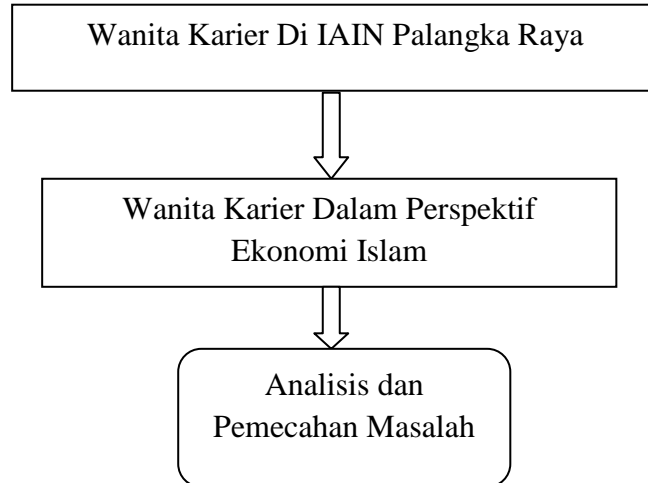 Wanita Karier Di IAIN Palangka Raya
Wanita Karier Dalam Perspektif
Ekonomi Islam
Analisis dan
Pemecahan Masalah